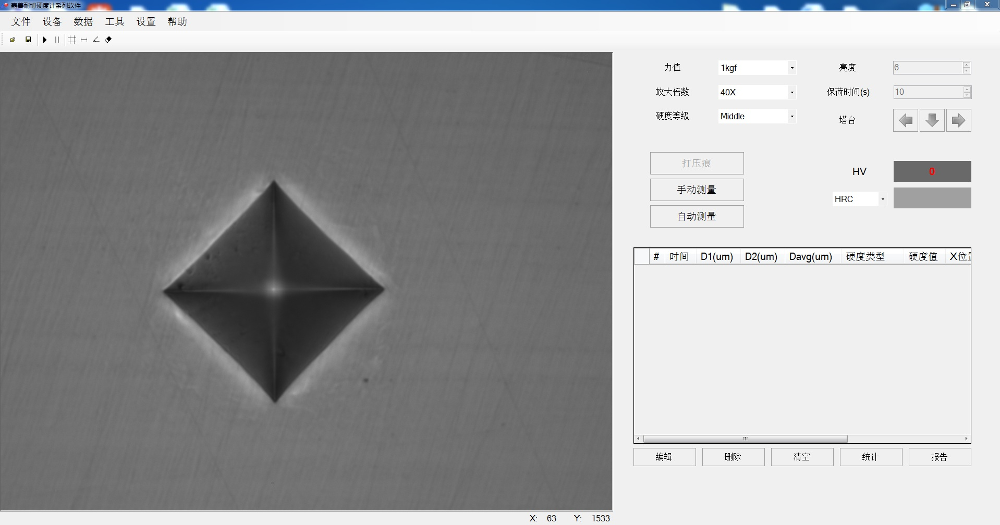 嘉善耐博硬度计系列软件
文件 设备 数据 工具 设置 帮助
力值 1kgf 亮度 6
放大倍数 40X 保荷时间(s) 10
硬度等级 Middle 塔台
打压痕
HV 0
手动测量
HRC
自动测量
# 时间 D1(um) D2(um) Davg(um) 硬度类型 硬度值 X位置
编辑 删除 清空 统计 报告
X: 63 Y: 1533